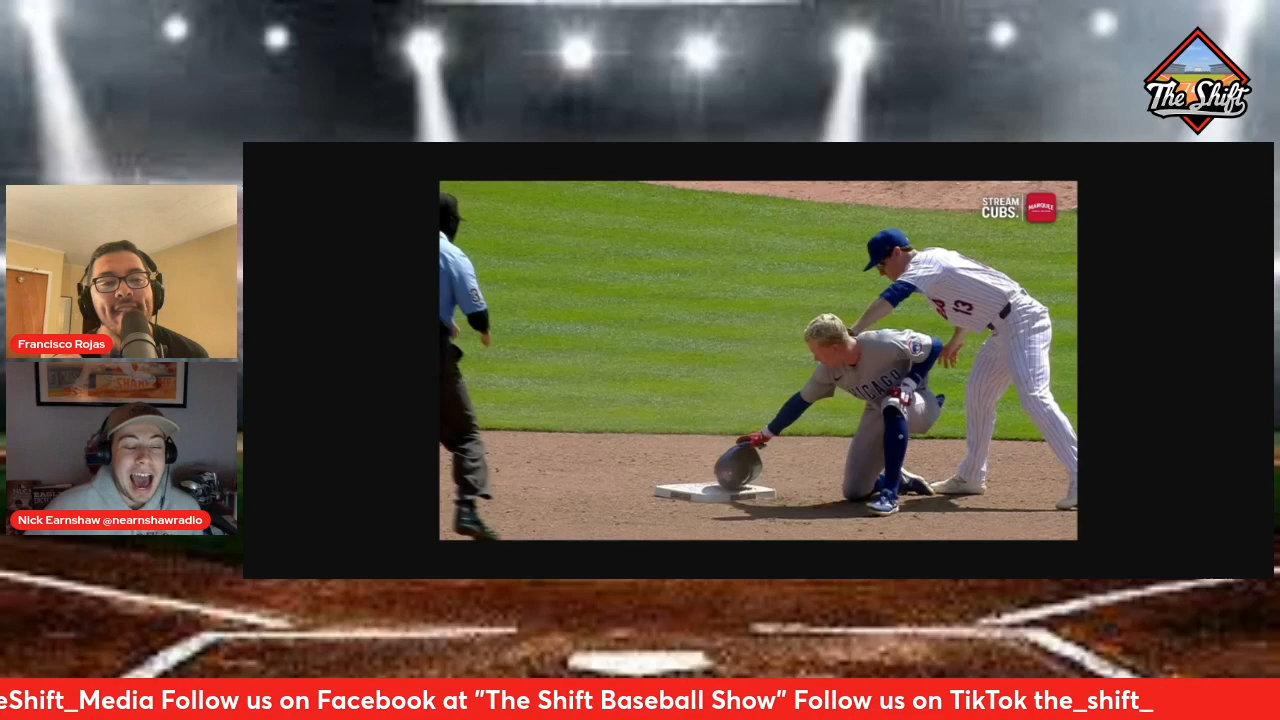 The Shift
STREAM
CUBS.
MARQUEE
13
CHICAGO
Francisco Rojas
Nick Earnshaw @nearnshawradio
eShift_Media Follow us on Facebook at "The Shift Baseball Show" Follow us on TikTok the_shift_